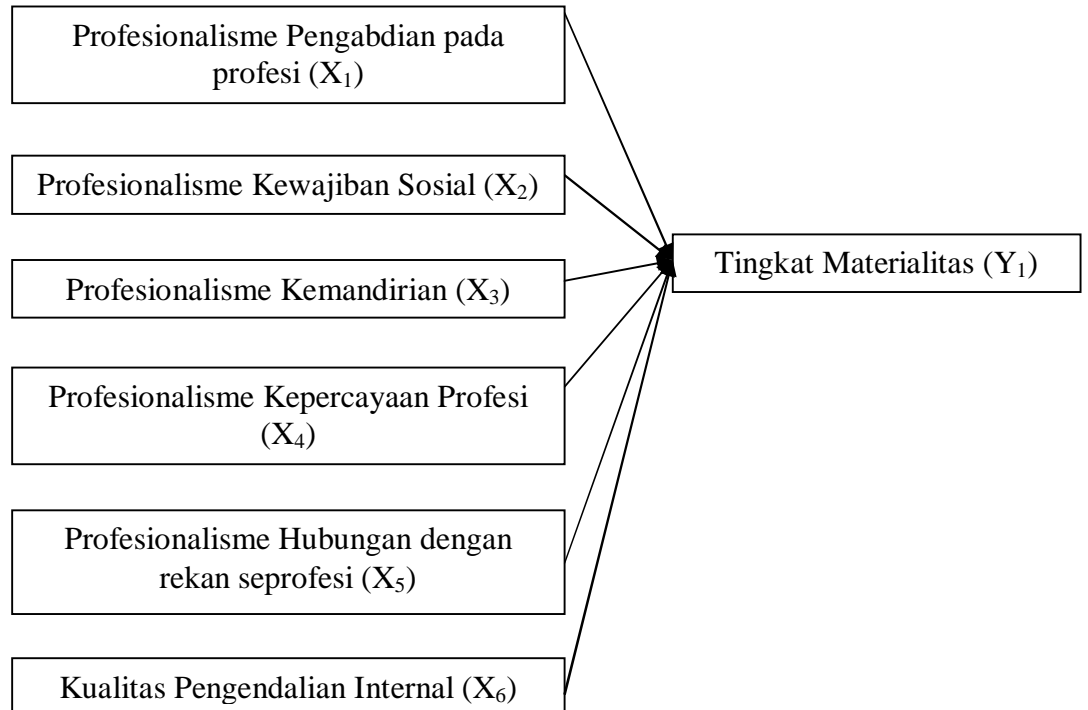 Profesionalisme Pengabdian pada
profesi (X₁)
Profesionalisme Kewajiban Sosial (X₂)
Tingkat Materialitas (Y₁)
Profesionalisme Kemandirian (X₃)
Profesionalisme Kepercayaan Profesi
(X₄)
Profesionalisme Hubungan dengan
rekan seprofesi (X₅)
Kualitas Pengendalian Internal (X₆)